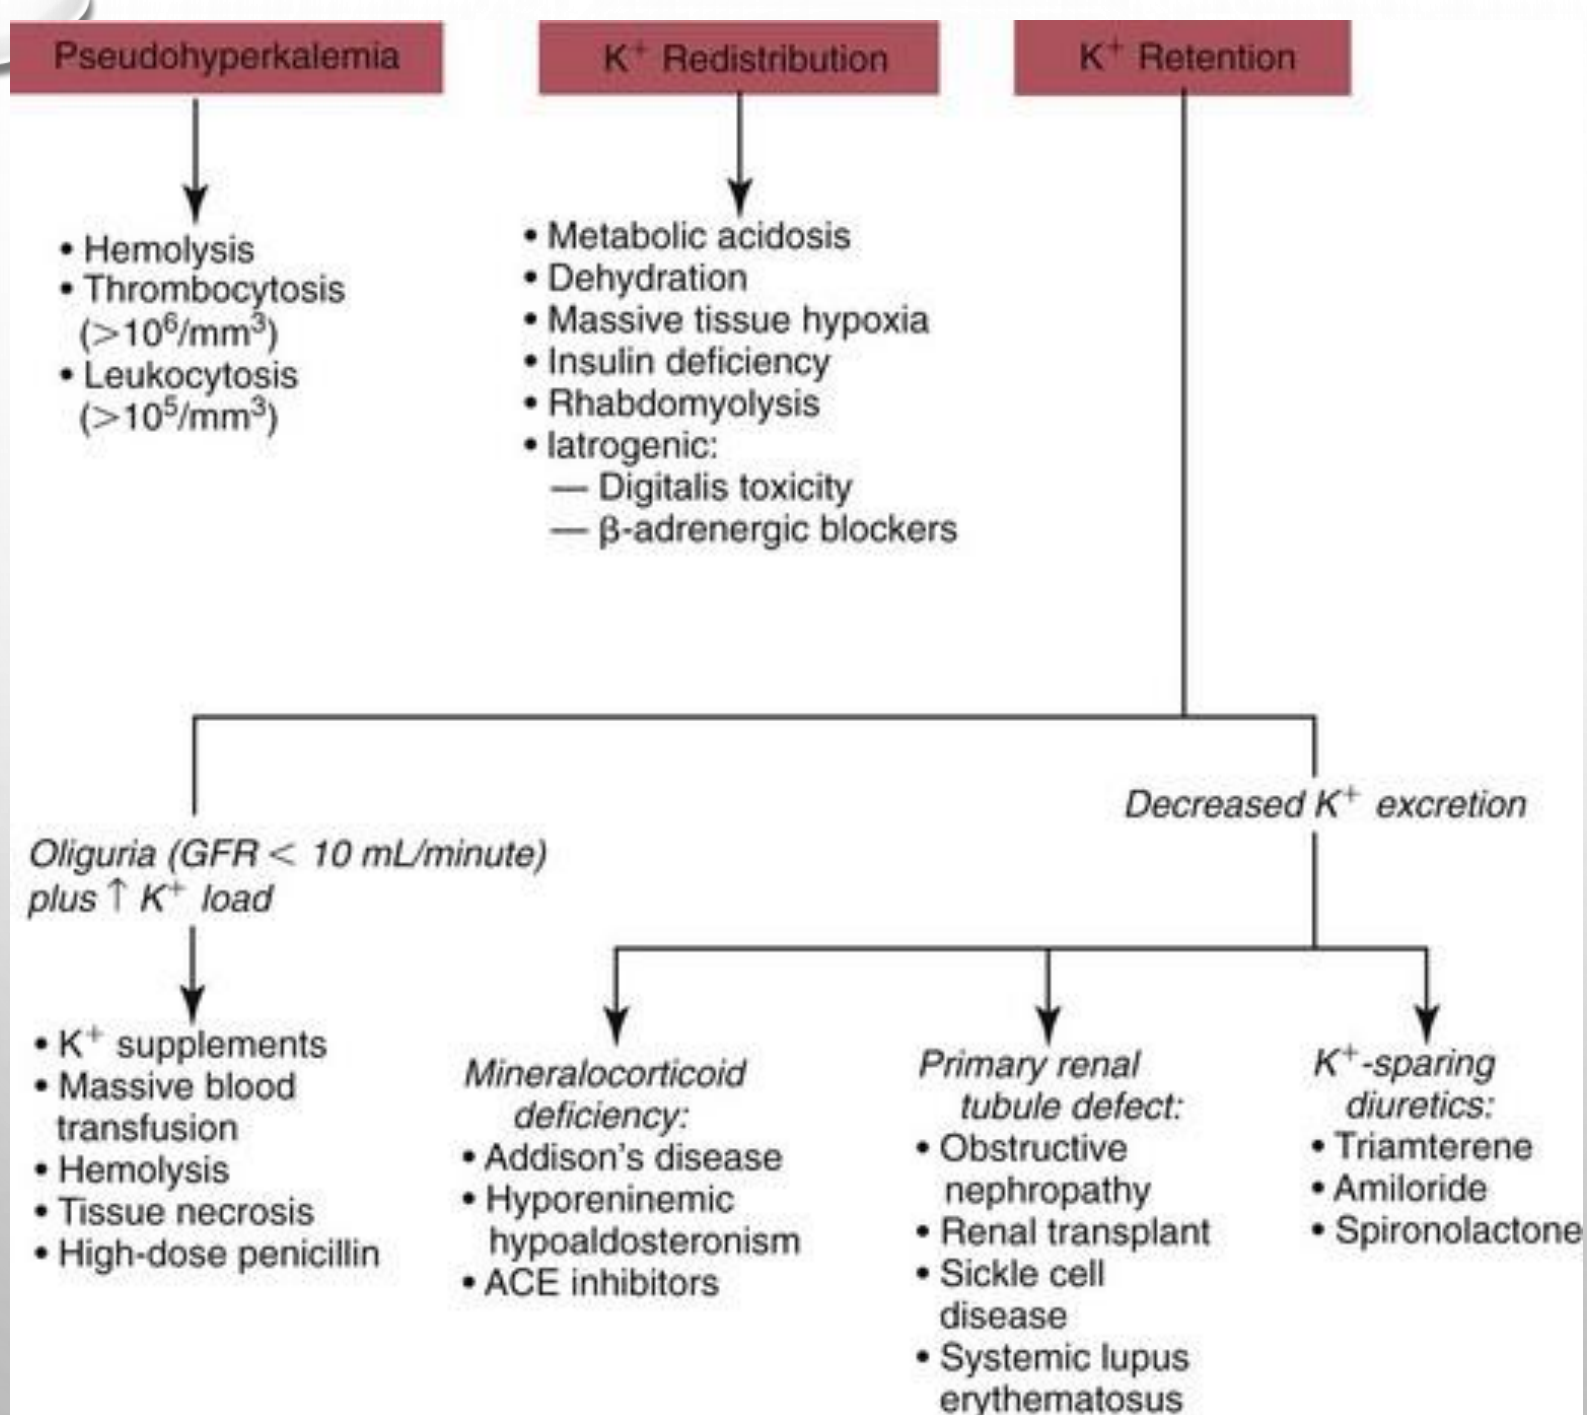 Pseudohyperkalemia
• Hemolysis
• Thrombocytosis
(>10⁶/mm³)
• Leukocytosis
(>10⁵/mm³)
K⁺ Redistribution
• Metabolic acidosis
• Dehydration
• Massive tissue hypoxia
• Insulin deficiency
• Rhabdomyolysis
• Iatrogenic:
— Digitalis toxicity
— β-adrenergic blockers
K⁺ Retention
Oliguria (GFR < 10 mL/minute)
plus ↑ K⁺ load
• K⁺ supplements
• Massive blood
transfusion
• Hemolysis
• Tissue necrosis
• High-dose penicillin
Decreased K⁺ excretion
Mineralocorticoid
deficiency:
• Addison's disease
• Hyporeninemic
hypoaldosteronism
• ACE inhibitors
Primary renal
tubule defect:
• Obstructive
nephropathy
• Renal transplant
• Sickle cell
disease
• Systemic lupus
erythematosus
K⁺-sparing
diuretics:
• Triamterene
• Amiloride
• Spironolactone